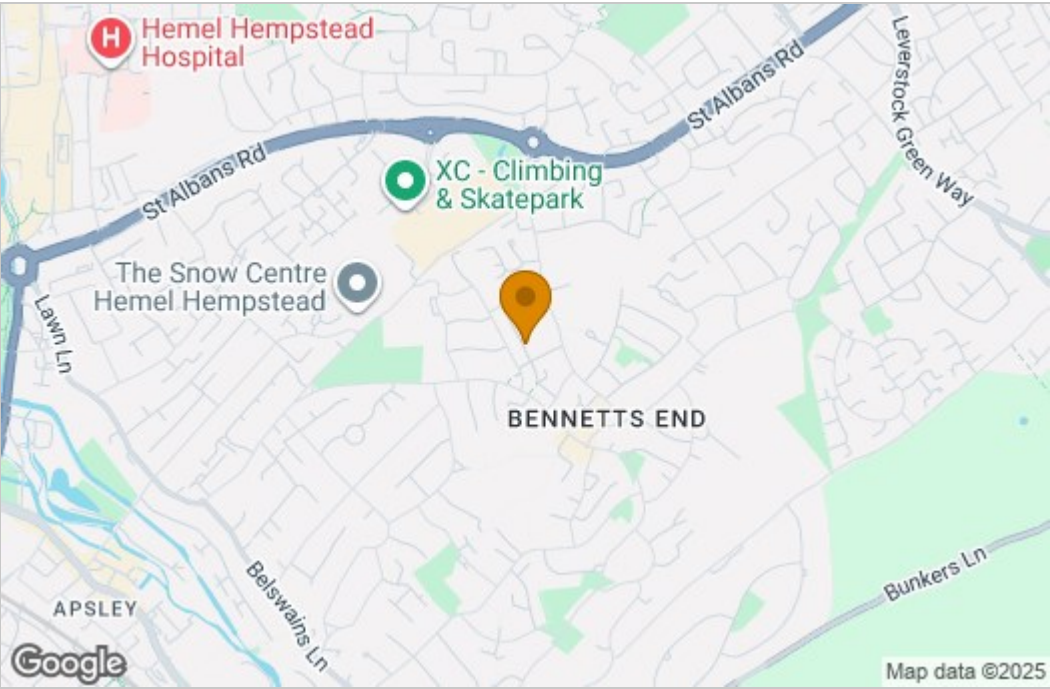 H Hemel Hempstead
Hospital
St Albans Rd
Leverstock Green Way
XC - Climbing
& Skatepark
St Albans Rd
The Snow Centre
Hemel Hempstead
Lawn Ln
BENNETTS END
Bunkers Ln
Belswains Ln
APSLEY
Google
Map data ©2025